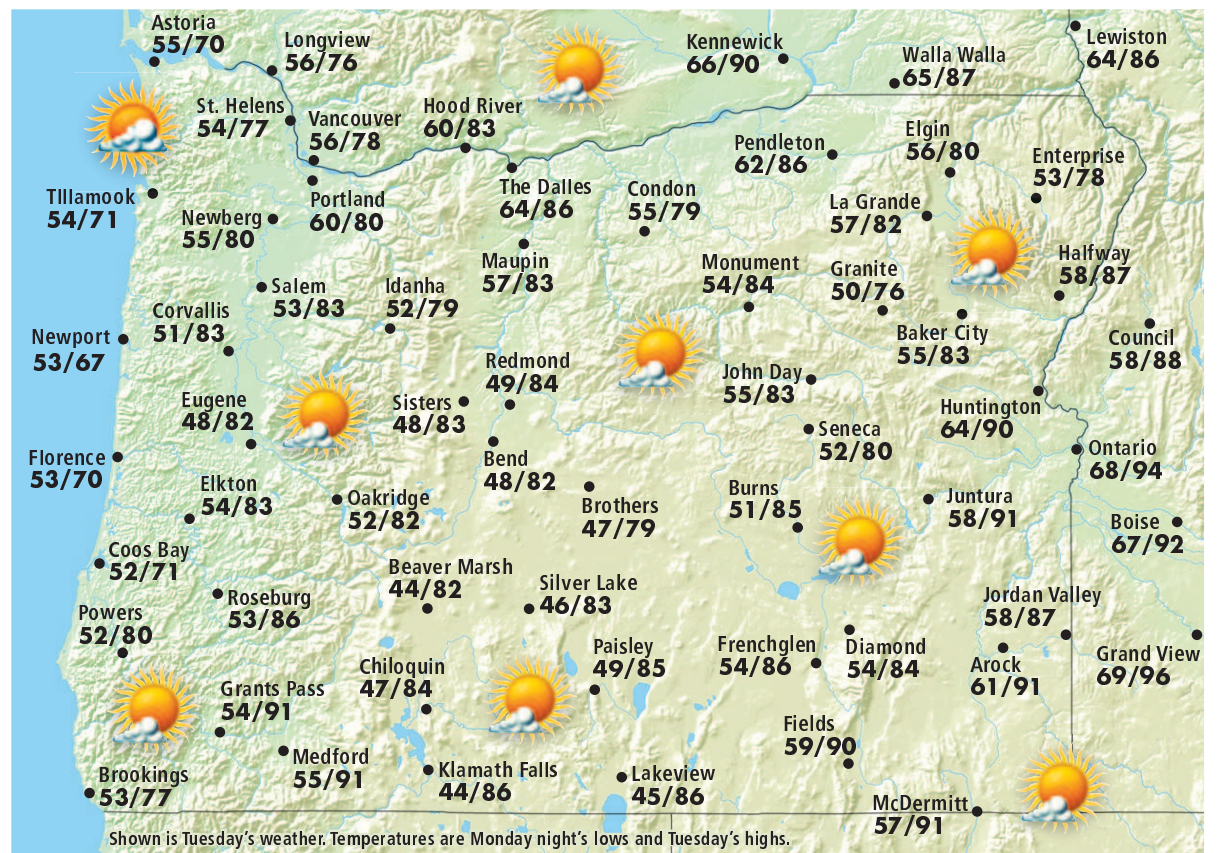 Astoria
55/70
Longview
56/76
Kennewick
66/90
Walla Walla
65/87
Lewiston
64/86
St. Helens
54/77
Vancouver
56/78
Hood River
60/83
Pendleton
62/86
Elgin
56/80
Enterprise
53/78
TIllamook
54/71
Newberg
55/80
Portland
60/80
The Dalles
64/86
Condon
55/79
La Grande
57/82
Maupin
57/83
Monument
54/84
Granite
50/76
Halfway
58/87
Salem
53/83
Idanha
52/79
Corvallis
51/83
Newport
53/67
Baker City
55/83
Council
58/88
Redmond
49/84
John Day
55/83
Eugene
48/82
Sisters
48/83
Huntington
64/90
Seneca
52/80
Ontario
68/94
Florence
53/70
Bend
48/82
Elkton
54/83
Oakridge
52/82
Brothers
47/79
Burns
51/85
Juntura
58/91
Boise
67/92
Coos Bay
52/71
Beaver Marsh
44/82
Silver Lake
46/83
Roseburg
53/86
Jordan Valley
58/87
Powers
52/80
Paisley
49/85
Frenchglen
54/86
Diamond
54/84
Arock
61/91
Grand View
69/96
Chiloquin
47/84
Grants Pass
54/91
Fields
59/90
Medford
55/91
Brookings
53/77
Klamath Falls
44/86
Lakeview
45/86
McDermitt
57/91
Shown is Tuesday's weather. Temperatures are Monday night's lows and Tuesday's highs.